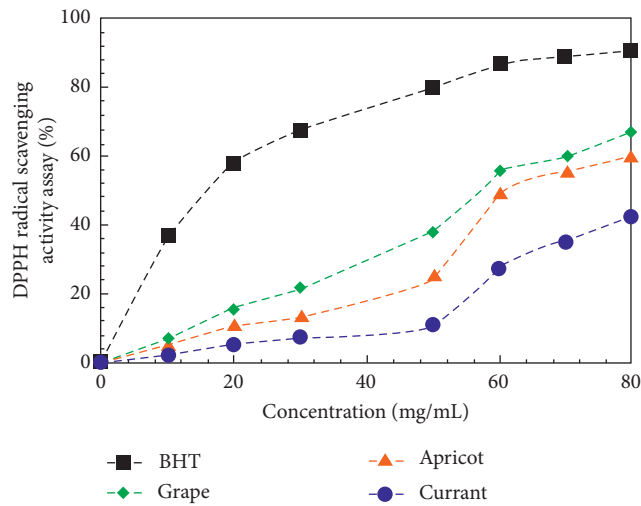 100
80
60
40
20
0
DPPH radical scavenging
activity assay (%)
0 20 40 60 80
Concentration (mg/mL)
BHT Apricot
Grape Currant